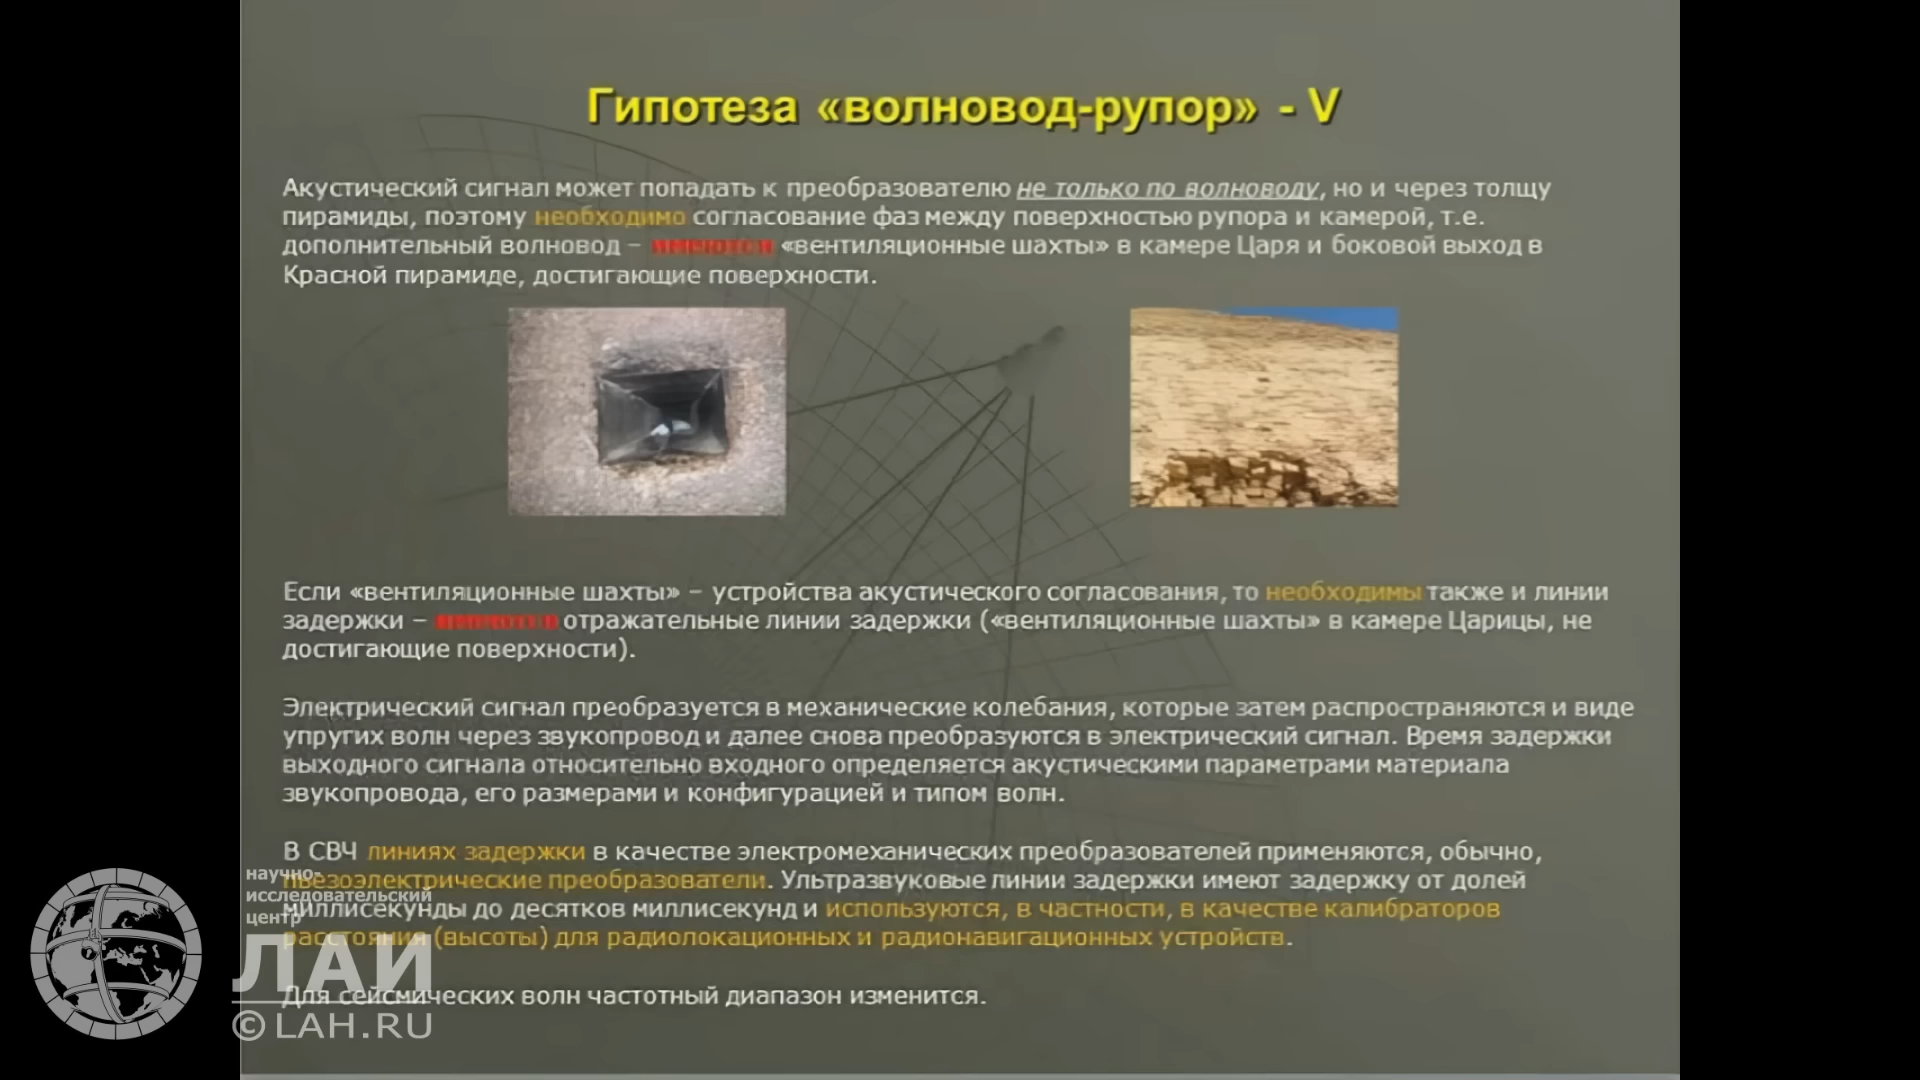 Гипотеза «волновод-рупор» - V
Акустический сигнал может попадать к преобразователю не только по волноводу, но и через толщу
пирамиды, поэтому необходимо согласование фаз между поверхностью рупора и камерой, т.е.
дополнительный волновод – «вентиляционные шахты» в камере Царя и боковой выход в
Красной пирамиде, достигающие поверхности.
Если «вентиляционные шахты» – устройства акустического согласования, то необходимы также и линии
задержки – отражательные линии задержки («вентиляционные шахты» в камере Царицы, не
достигающие поверхности).
Электрический сигнал преобразуется в механические колебания, которые затем распространяются и виде
упругих волн через звукопровод и далее снова преобразуются в электрический сигнал. Время задержки
выходного сигнала относительно входного определяется акустическими параметрами материала
звукопровода, его размерами и конфигурацией и типом волн.
В СВЧ линиях задержки в качестве электромеханических преобразователей применяются, обычно,
пьезоэлектрические преобразователи. Ультразвуковые линии задержки имеют задержку от долей
миллисекунды до десятков миллисекунд и используются, в частности, в качестве калибраторов
расстояния (высоты) для радиолокационных и радионавигационных устройств.
Для сейсмических волн частотный диапазон изменится.
научно-
исследовательский
центр
ЛАИ
©LAH.RU